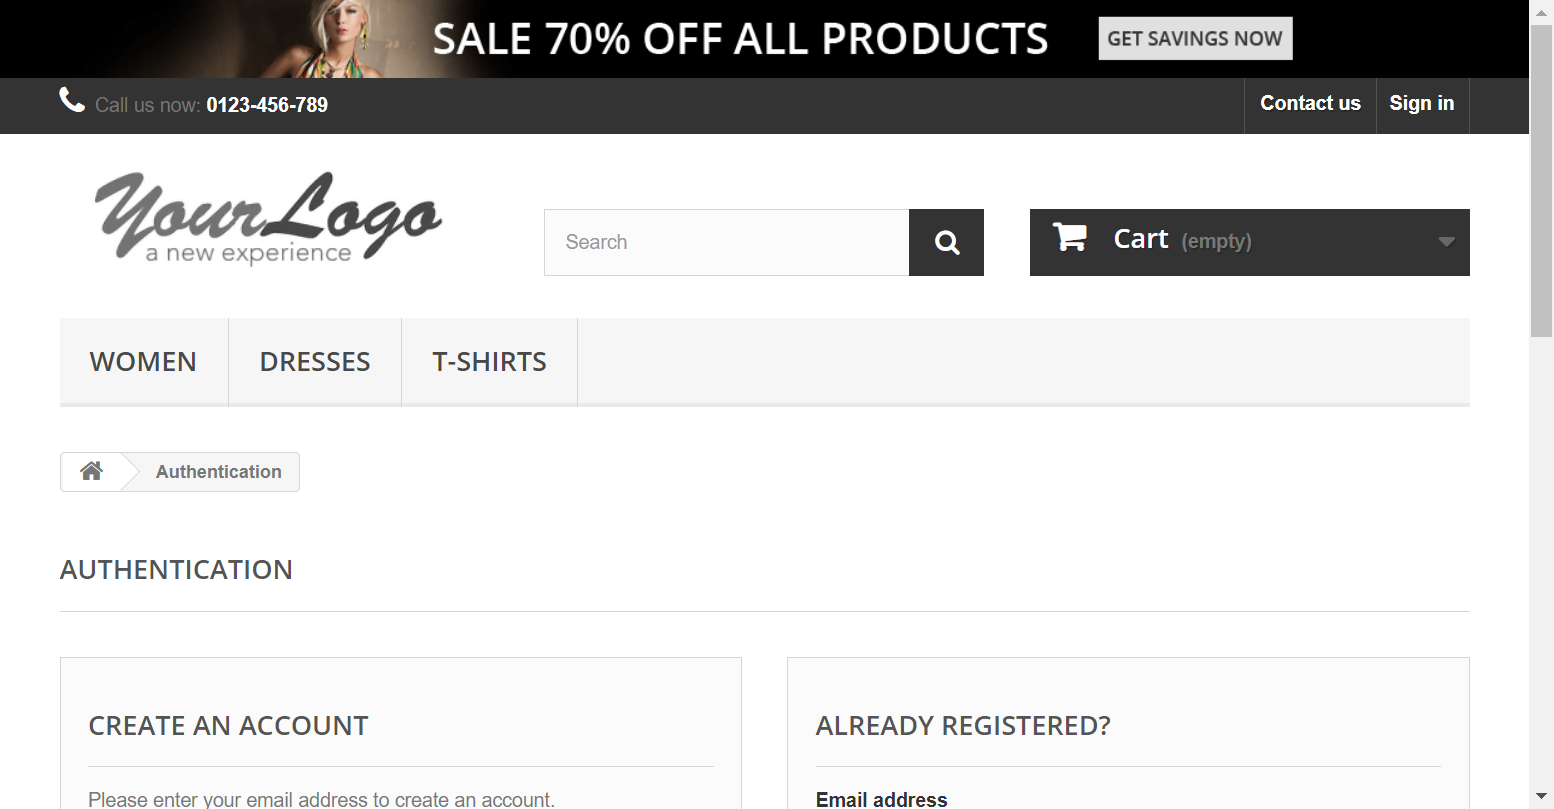 SALE 70% OFF ALL PRODUCTS GET SAVINGS NOW
Call us now: 0123-456-789 Contact us Sign in
YourLogo
a new experience
Search
Cart (empty)
WOMEN DRESSES T-SHIRTS
Authentication
AUTHENTICATION
CREATE AN ACCOUNT
Please enter your email address to create an account.
ALREADY REGISTERED?
Email address